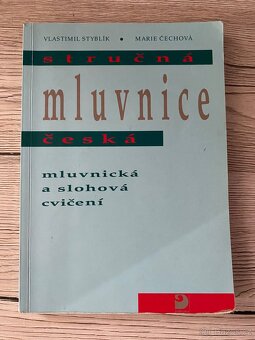 VLASTIMIL STYBLÍK • MARIE ČECHOVÁ
stručná
mluvnice
česká
mluvnická
a slohová
cvičení